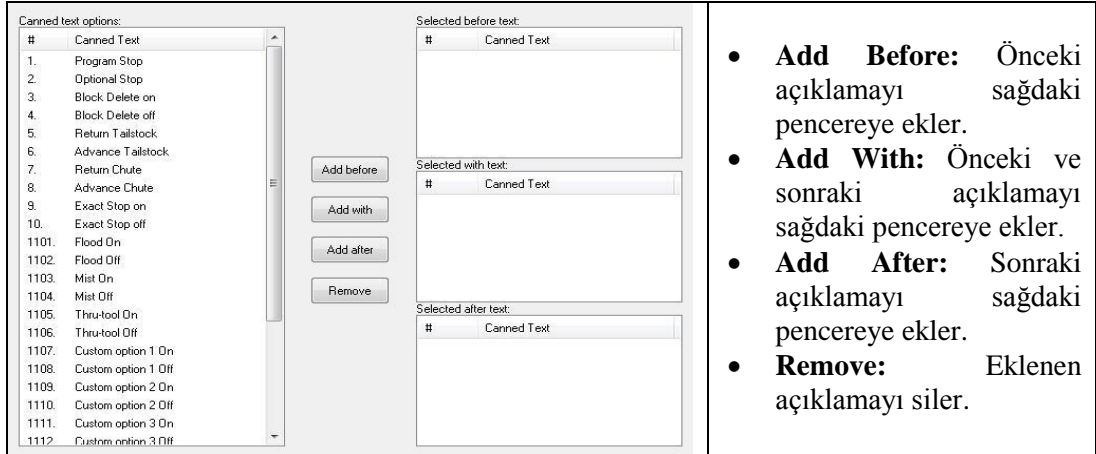 Canned text options:
# Canned Text
1. Program Stop
2. Optional Stop
3. Block Delete on
4. Block Delete off
5. Return Tailstock
6. Advance Tailstock
7. Return Chute
8. Advance Chute
9. Exact Stop on
10. Exact Stop off
1101. Flood On
1102. Flood Off
1103. Mist On
1104. Mist Off
1105. Thru-tool On
1106. Thru-tool Off
1107. Custom option 1 On
1108. Custom option 1 Off
1109. Custom option 2 On
1110. Custom option 2 Off
1111. Custom option 3 On
1112. Custom option 3 Off
Add before
Add with
Add after
Remove
Selected before text:
# Canned Text
Selected with text:
# Canned Text
Selected after text:
# Canned Text
• Add Before: Önceki
açıklamayı sağdaki
pencereye ekler.
• Add With: Önceki ve
sonraki açıklamayı
sağdaki pencereye ekler.
• Add After: Sonraki
açıklamayı sağdaki
pencereye ekler.
• Remove: Eklenen
açıklamayı siler.